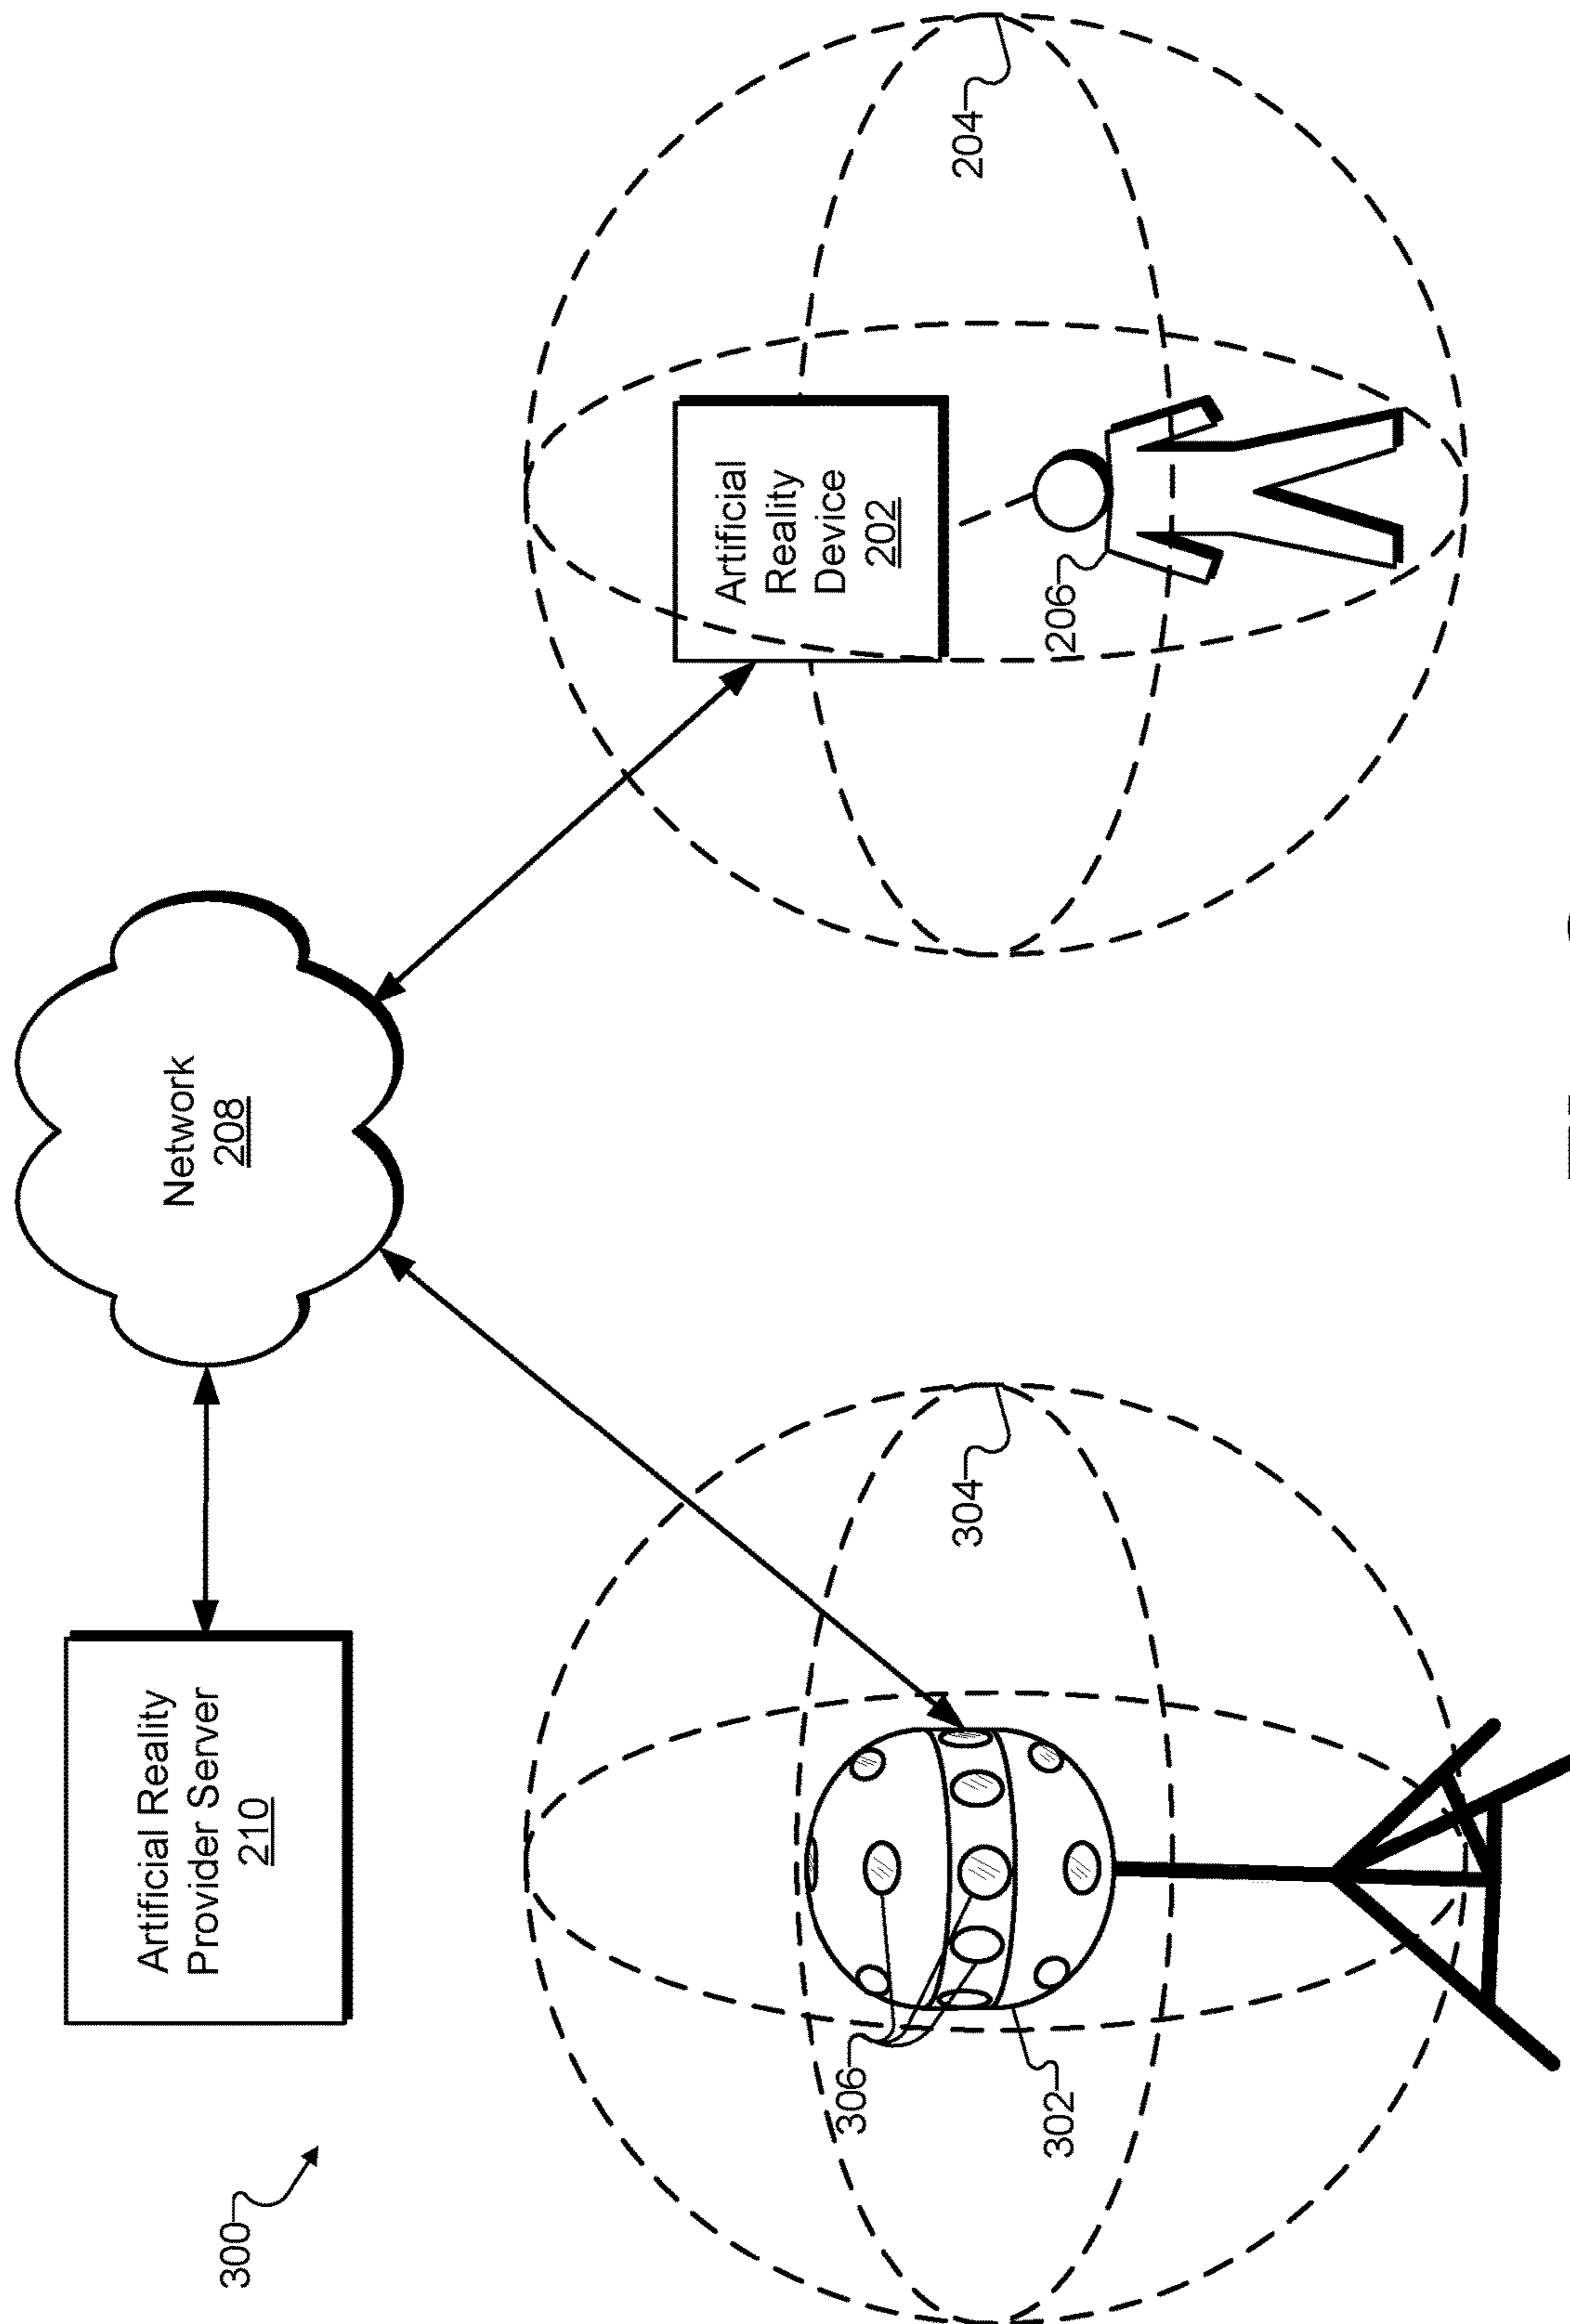 300
Artificial Reality
Provider Server
210
Network
208
306
302
304
Artificial
Reality
Device
202
206
204